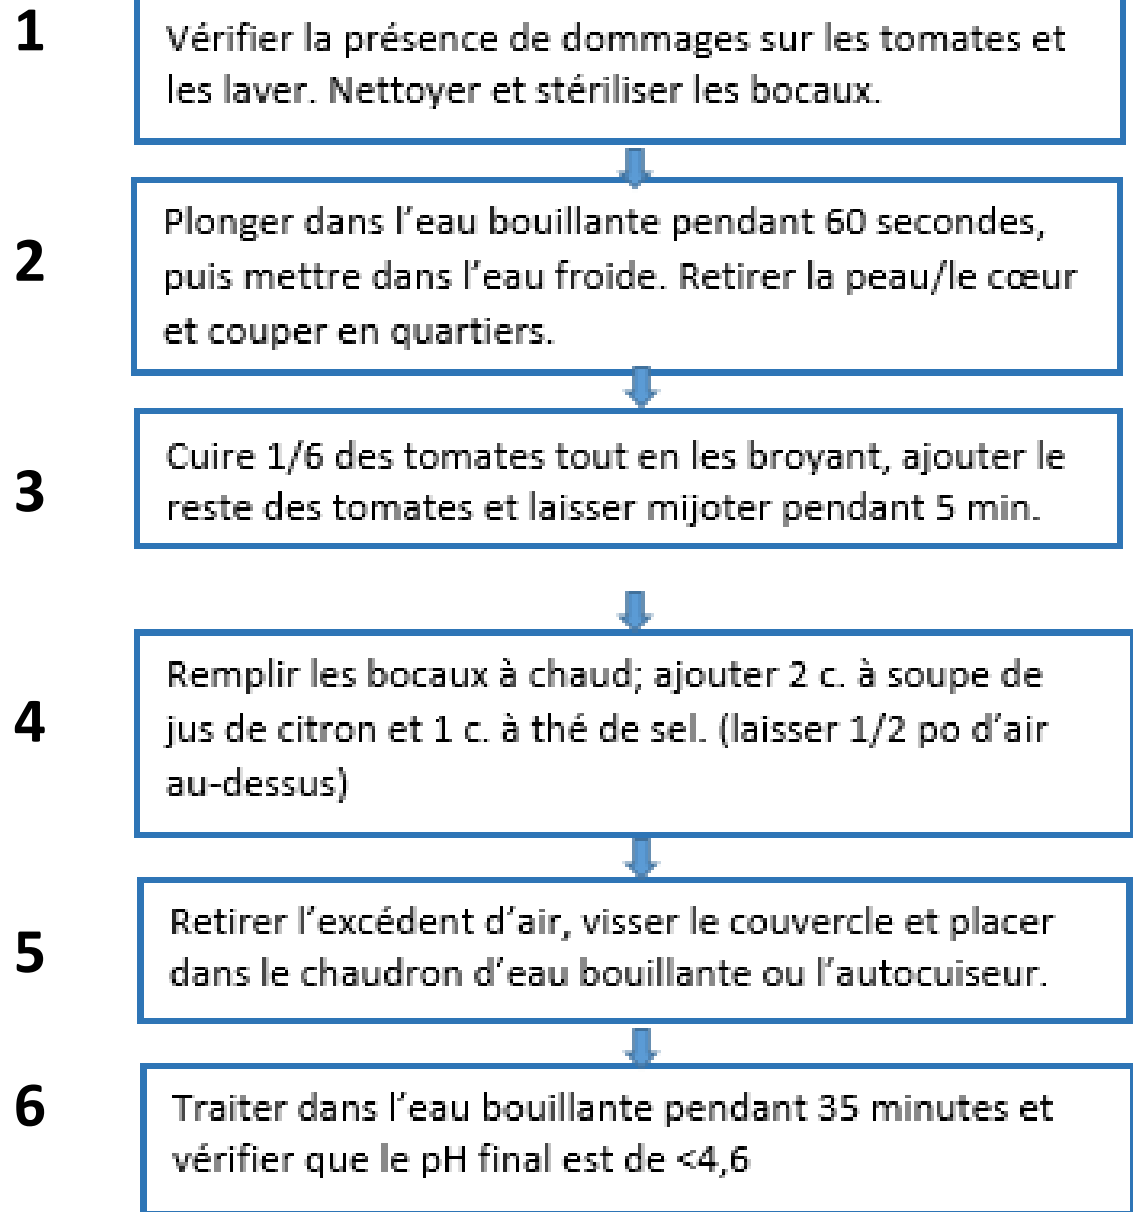 1
Vérifier la présence de dommages sur les tomates et
les laver. Nettoyer et stériliser les bocaux.
2
Plonger dans l’eau bouillante pendant 60 secondes,
puis mettre dans l’eau froide. Retirer la peau/le cœur
et couper en quartiers.
3
Cuire 1/6 des tomates tout en les broyant, ajouter le
reste des tomates et laisser mijoter pendant 5 min.
4
Remplir les bocaux à chaud; ajouter 2 c. à soupe de
jus de citron et 1 c. à thé de sel. (laisser 1/2 po d’air
au-dessus)
5
Retirer l’excédent d’air, visser le couvercle et placer
dans le chaudron d’eau bouillante ou l’autocuiseur.
6
Traiter dans l’eau bouillante pendant 35 minutes et
vérifier que le pH final est de <4,6